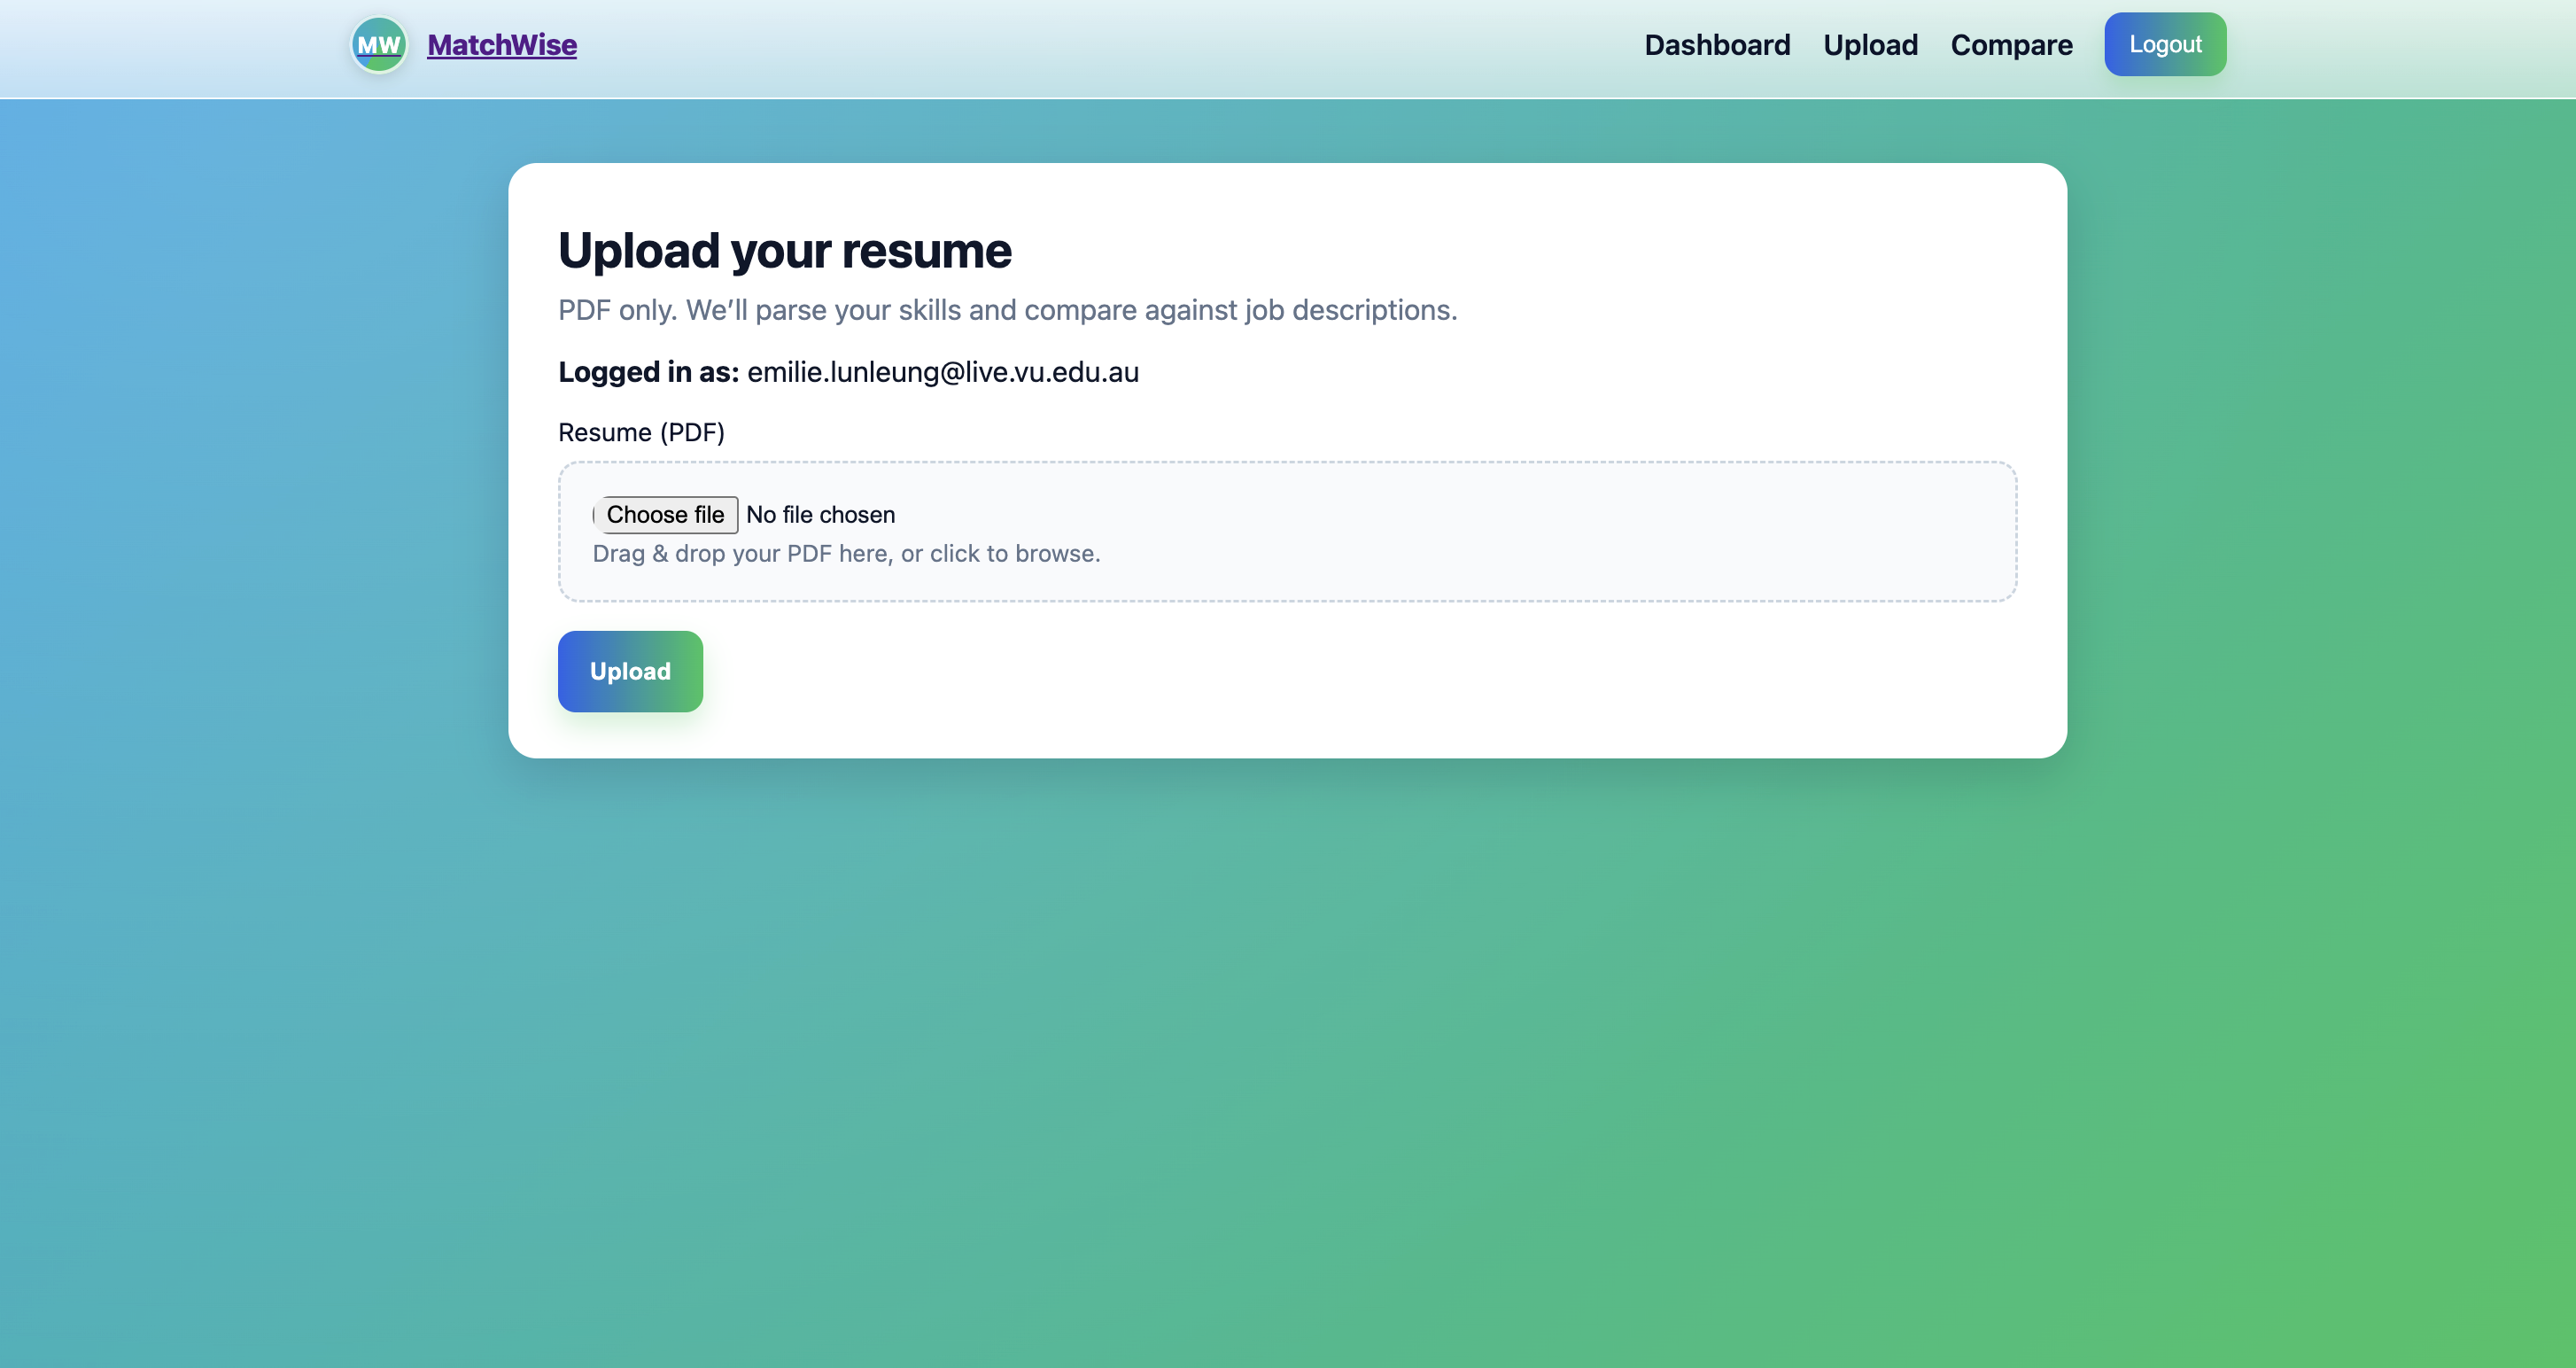 MW MatchWise Dashboard Upload Compare Logout
Upload your resume
PDF only. We’ll parse your skills and compare against job descriptions.
Logged in as: emilie.lunleung@live.vu.edu.au
Resume (PDF)
Choose file No file chosen
Drag & drop your PDF here, or click to browse.
Upload